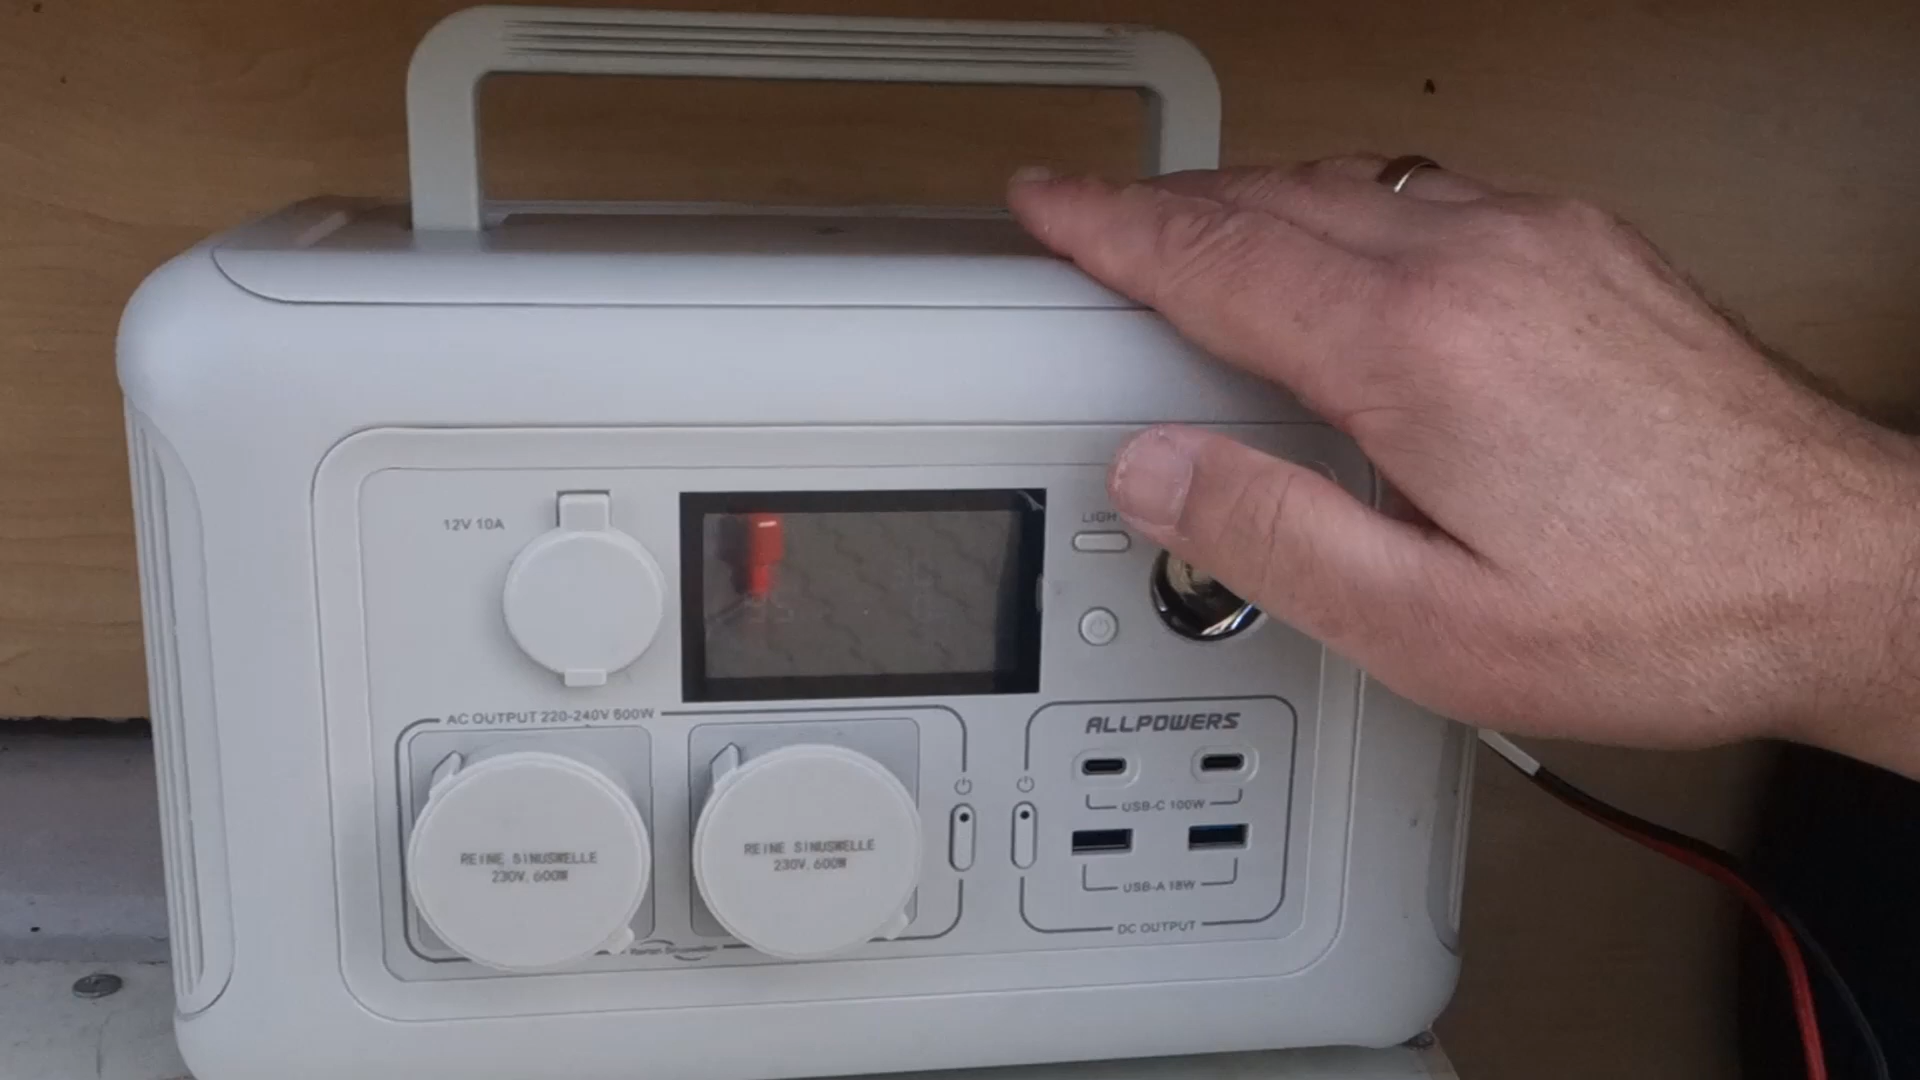 12V 10A
LIGH
AC OUTPUT 220-240V 600W
ALLPOWERS
USB-C 100W
REINE SINUSWELLE
230V, 600W
REINE SINUSWELLE
230V, 600W
USB-A 18W
DC OUTPUT